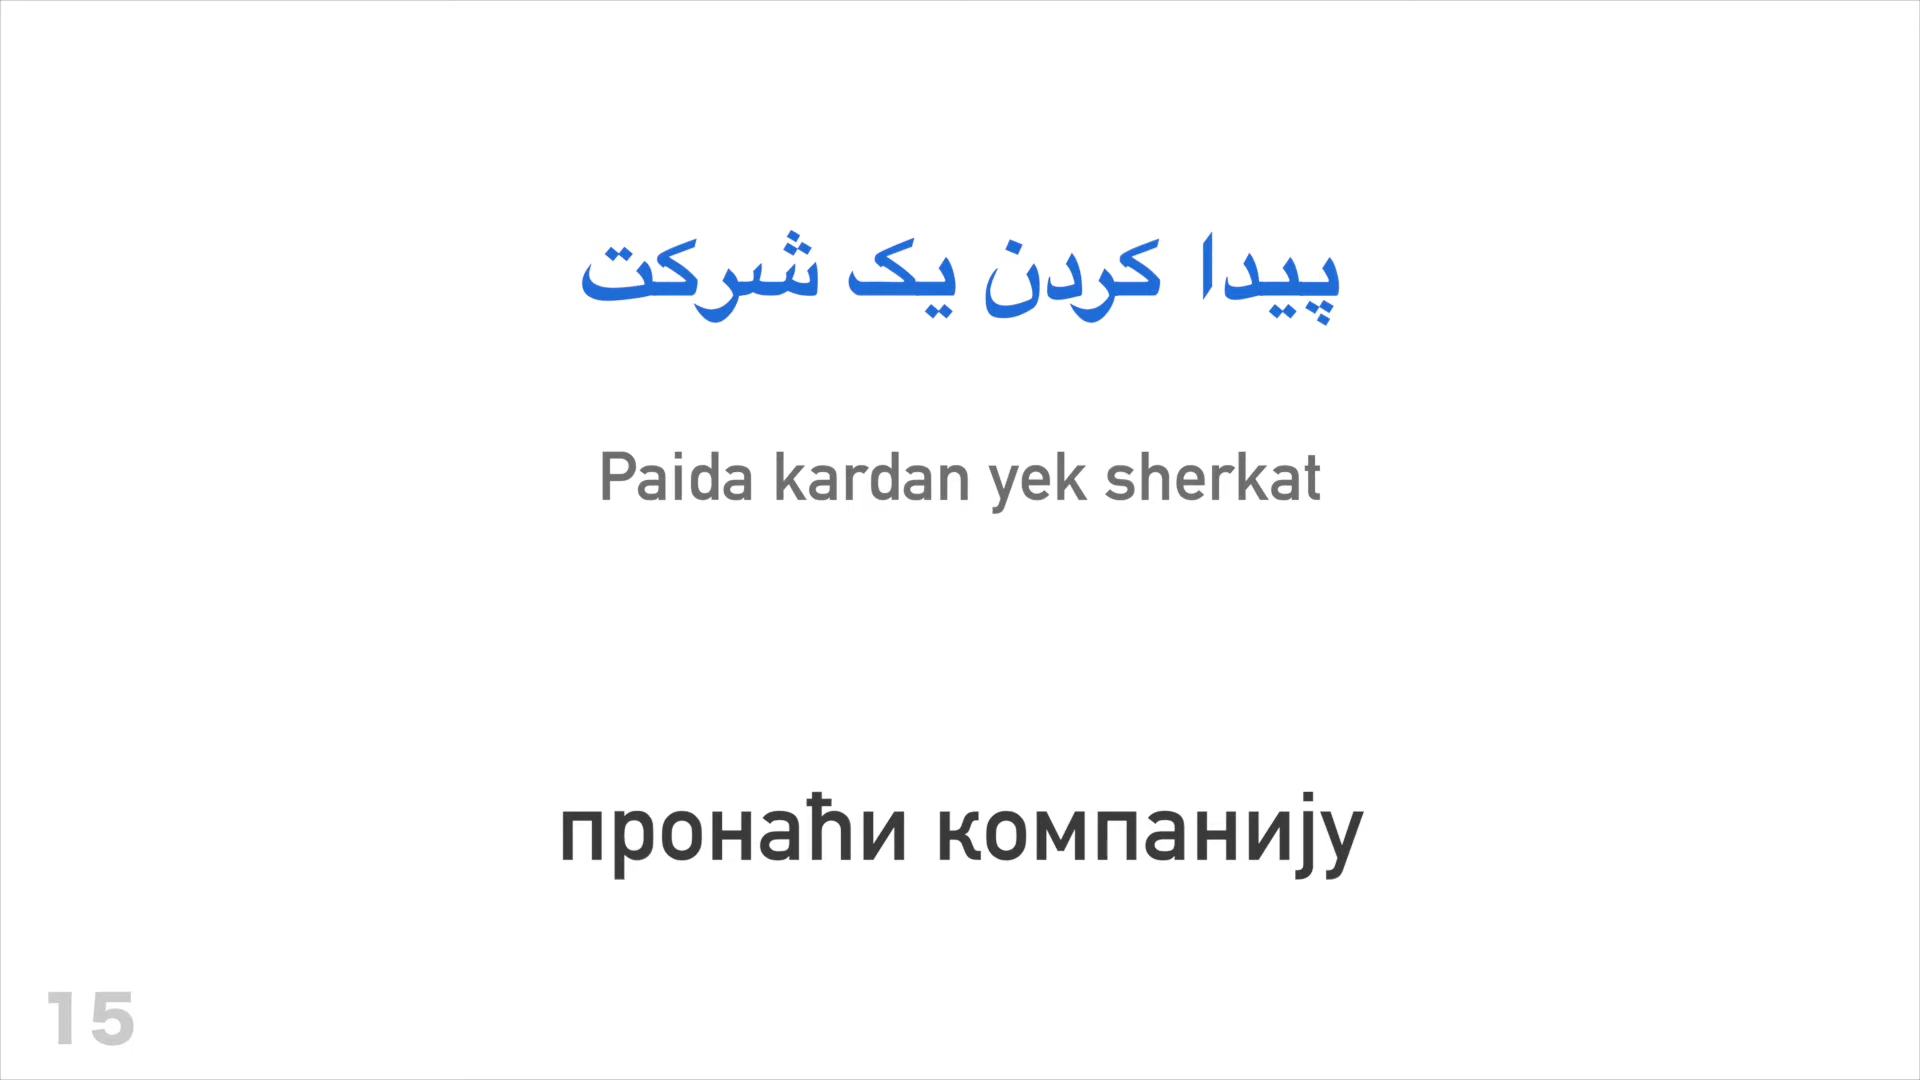 پیدا کردن یک شرکت
Paida kardan yek sherkat
пронаћи компанију
15